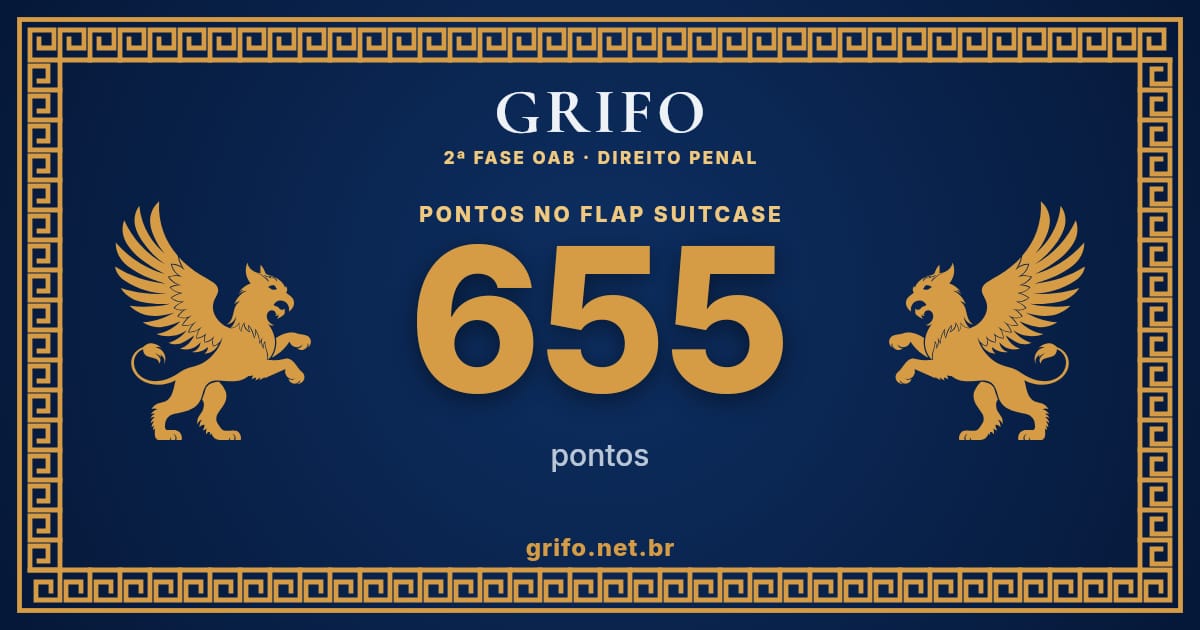 GRIFO
2ª FASE OAB · DIREITO PENAL
PONTOS NO FLAP SUITCASE
655
pontos
grifo.net.br